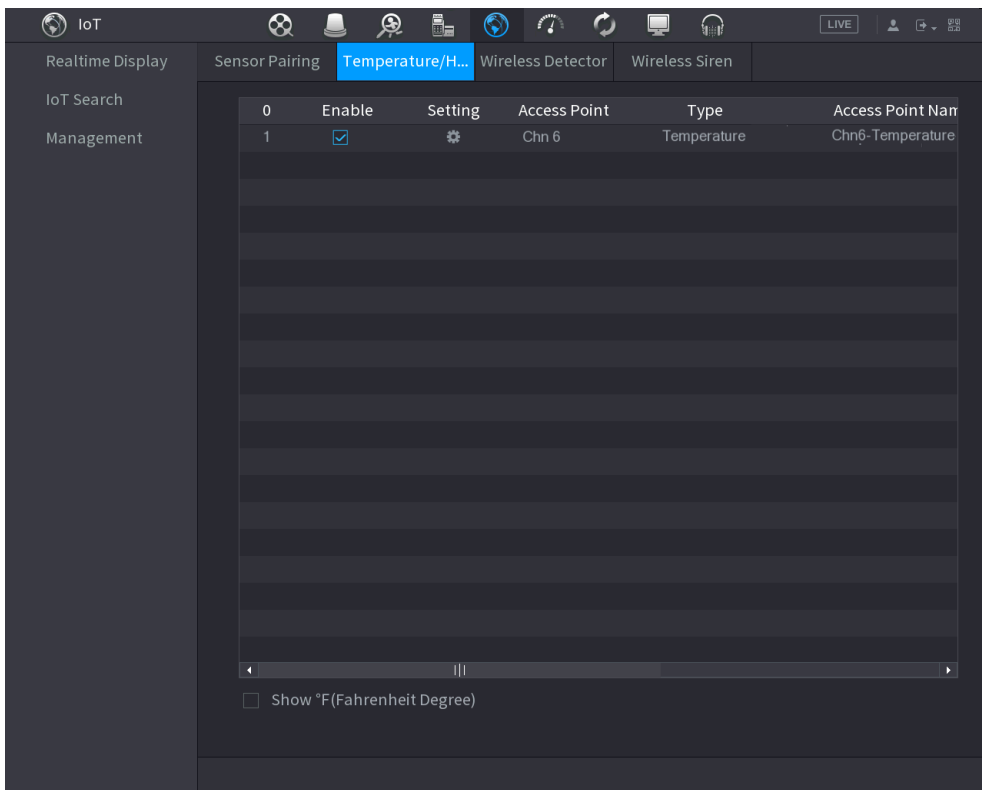 IoT
LIVE
Realtime Display
IoT Search
Management
Sensor Pairing Temperature/H... Wireless Detector Wireless Siren
0 Enable Setting Access Point Type Access Point Nam
1 Chn 6 Temperature Chn6-Temperature
Show °F(Fahrenheit Degree)